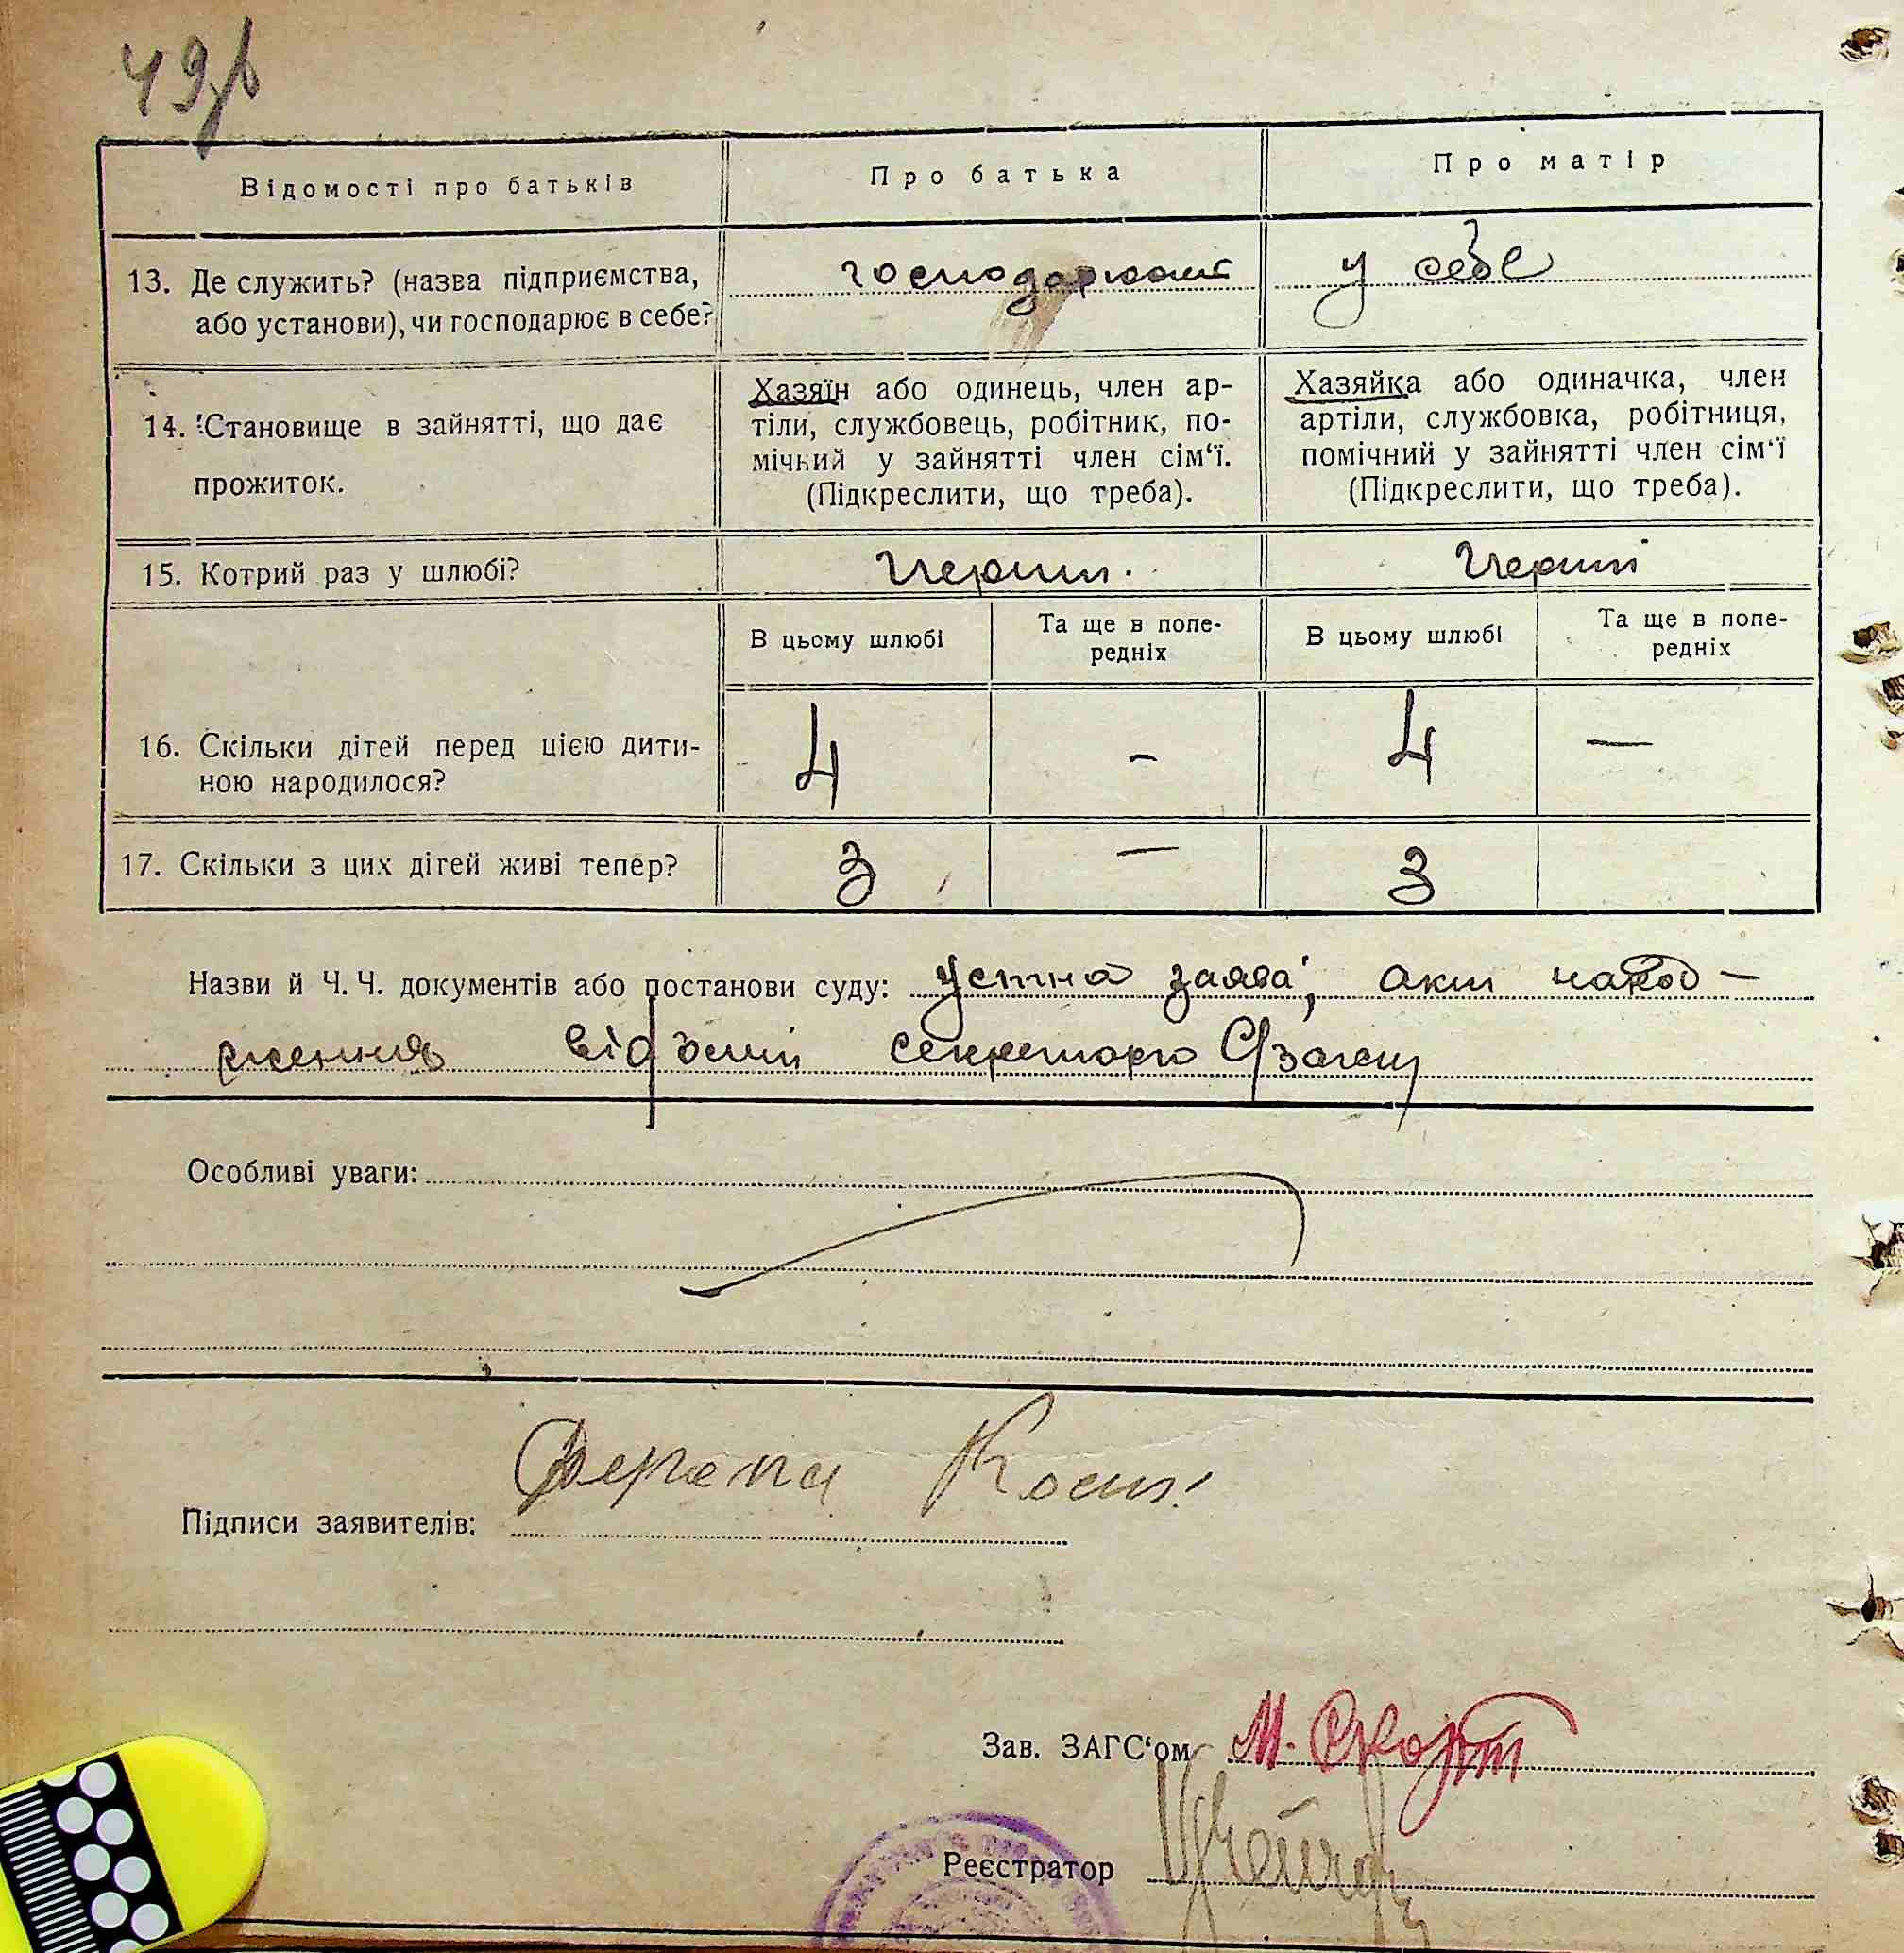 49
Відомості про батьків Про батька Про матір
13. Де служить? (назва підприємства, або установи), чи господарює в себе? господарюют у себе
14. Становище в зайнятті, що дає прожиток.
Хазяїн або одинець, член ар-
тіли, службовець, робітник, по-
мічний у зайнятті член сім‘ї.
(Підкреслити, що треба).
Хазяйка або одиначка, член
артіли, службовка, робітниця,
помічний у зайнятті член сім‘ї
(Підкреслити, що треба).
15. Котрий раз у шлюбі? Перший. Перший
В цьому шлюбі Та ще в попе-
редніх В цьому шлюбі Та ще в попе-
редніх
16. Скільки дітей перед цією дити-
ною народилося? 4 - 4 —
17. Скільки з цих дітей живі тепер? 3 — 3
Назви й Ч. Ч. документів або постанови суду: устна заява, акт народ-
ження секретарю
Особливі уваги:
Підписи заявителів:
Зав. ЗАГС‘ом М.
Реєстратор